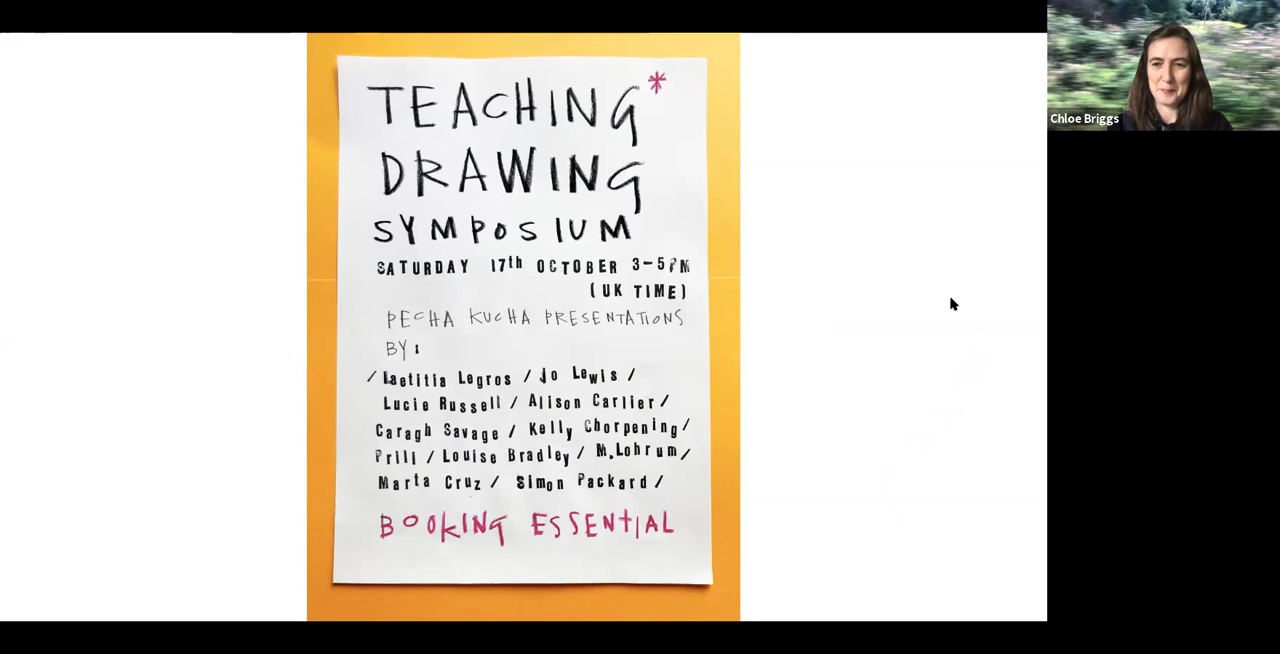 TEACHING*
DRAWING
SYMPOSIUM
SATURDAY 17th OCTOBER 3-5PM
(UK TIME)
PECHA KUCHA PRESENTATIONS
BY:
/Laetitia Legros / Jo Lewis /
Lucie Russell / Alison Carlier /
Caragh Savage / Kelly Chorpening/
Prili / Louise Bradley / M.Lohrum/
Marta Cruz / Simon Packard /
BOOKING ESSENTIAL
Chloe Briggs